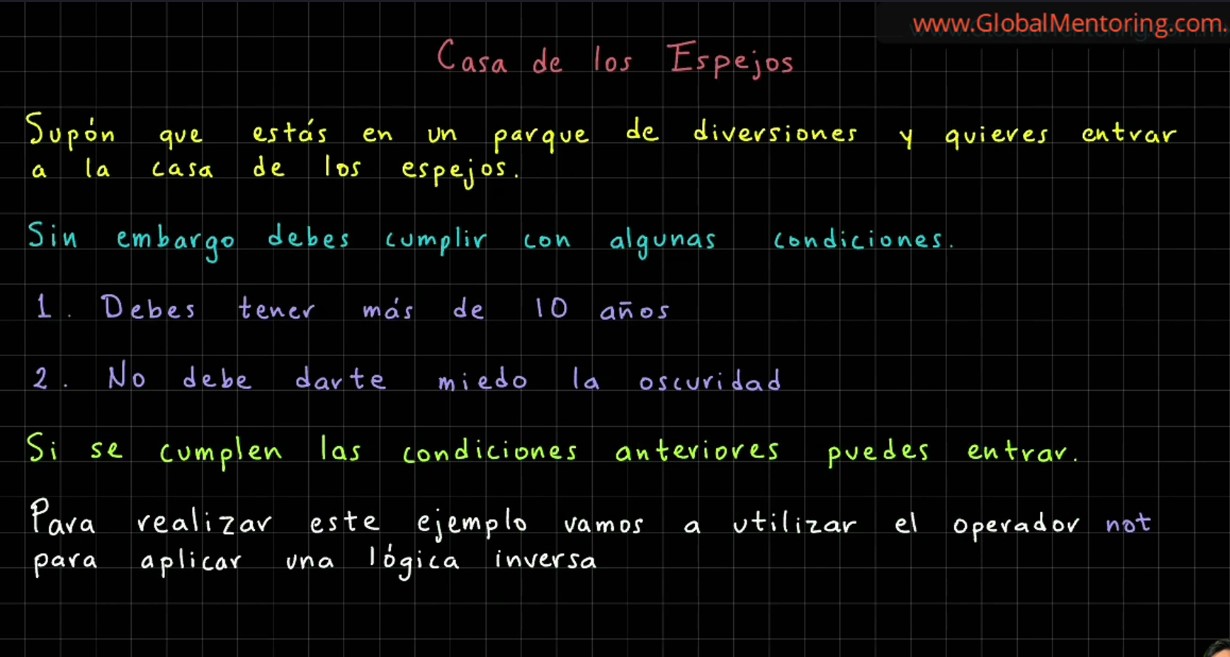 www.GlobalMentoring.com.
Casa de los Espejos
Supón que estás en un parque de diversiones y quieres entrar
a la casa de los espejos.
Sin embargo debes cumplir con algunas condiciones.
1. Debes tener más de 10 años
2. No debe darte miedo la oscuridad
Si se cumplen las condiciones anteriores puedes entrar.
Para realizar este ejemplo vamos a utilizar el operador not
para aplicar una lógica inversa